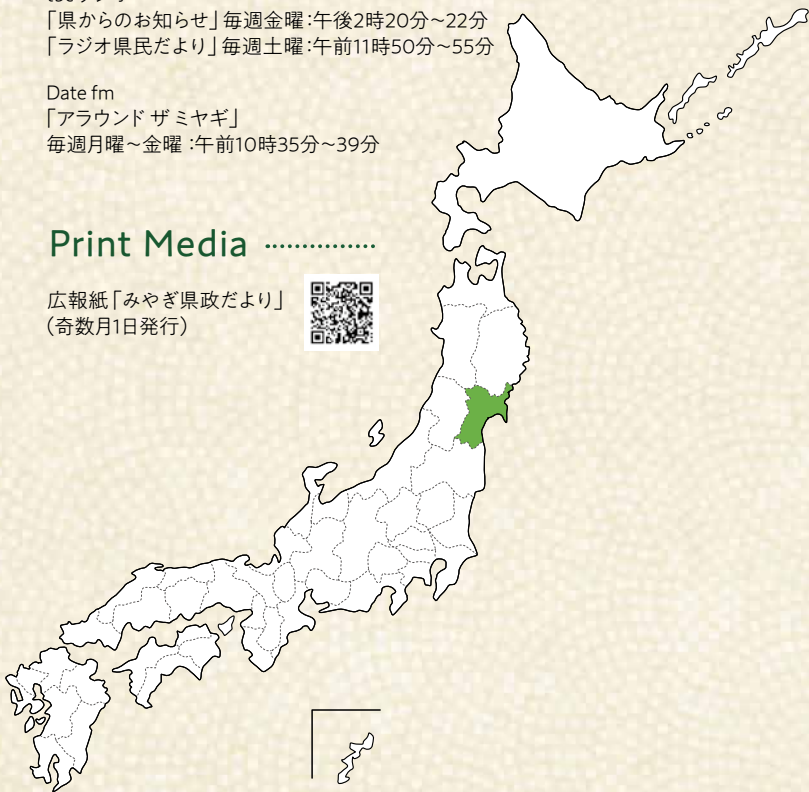 「県からのお知らせ」毎週金曜:午後2時20分~22分
「ラジオ県民だより」毎週土曜:午前11時50分~55分
Date fm
「アラウンド ザ ミヤギ」
毎週月曜~金曜:午前10時35分~39分
Print Media
広報紙「みやぎ県政だより」
(奇数月1日発行)